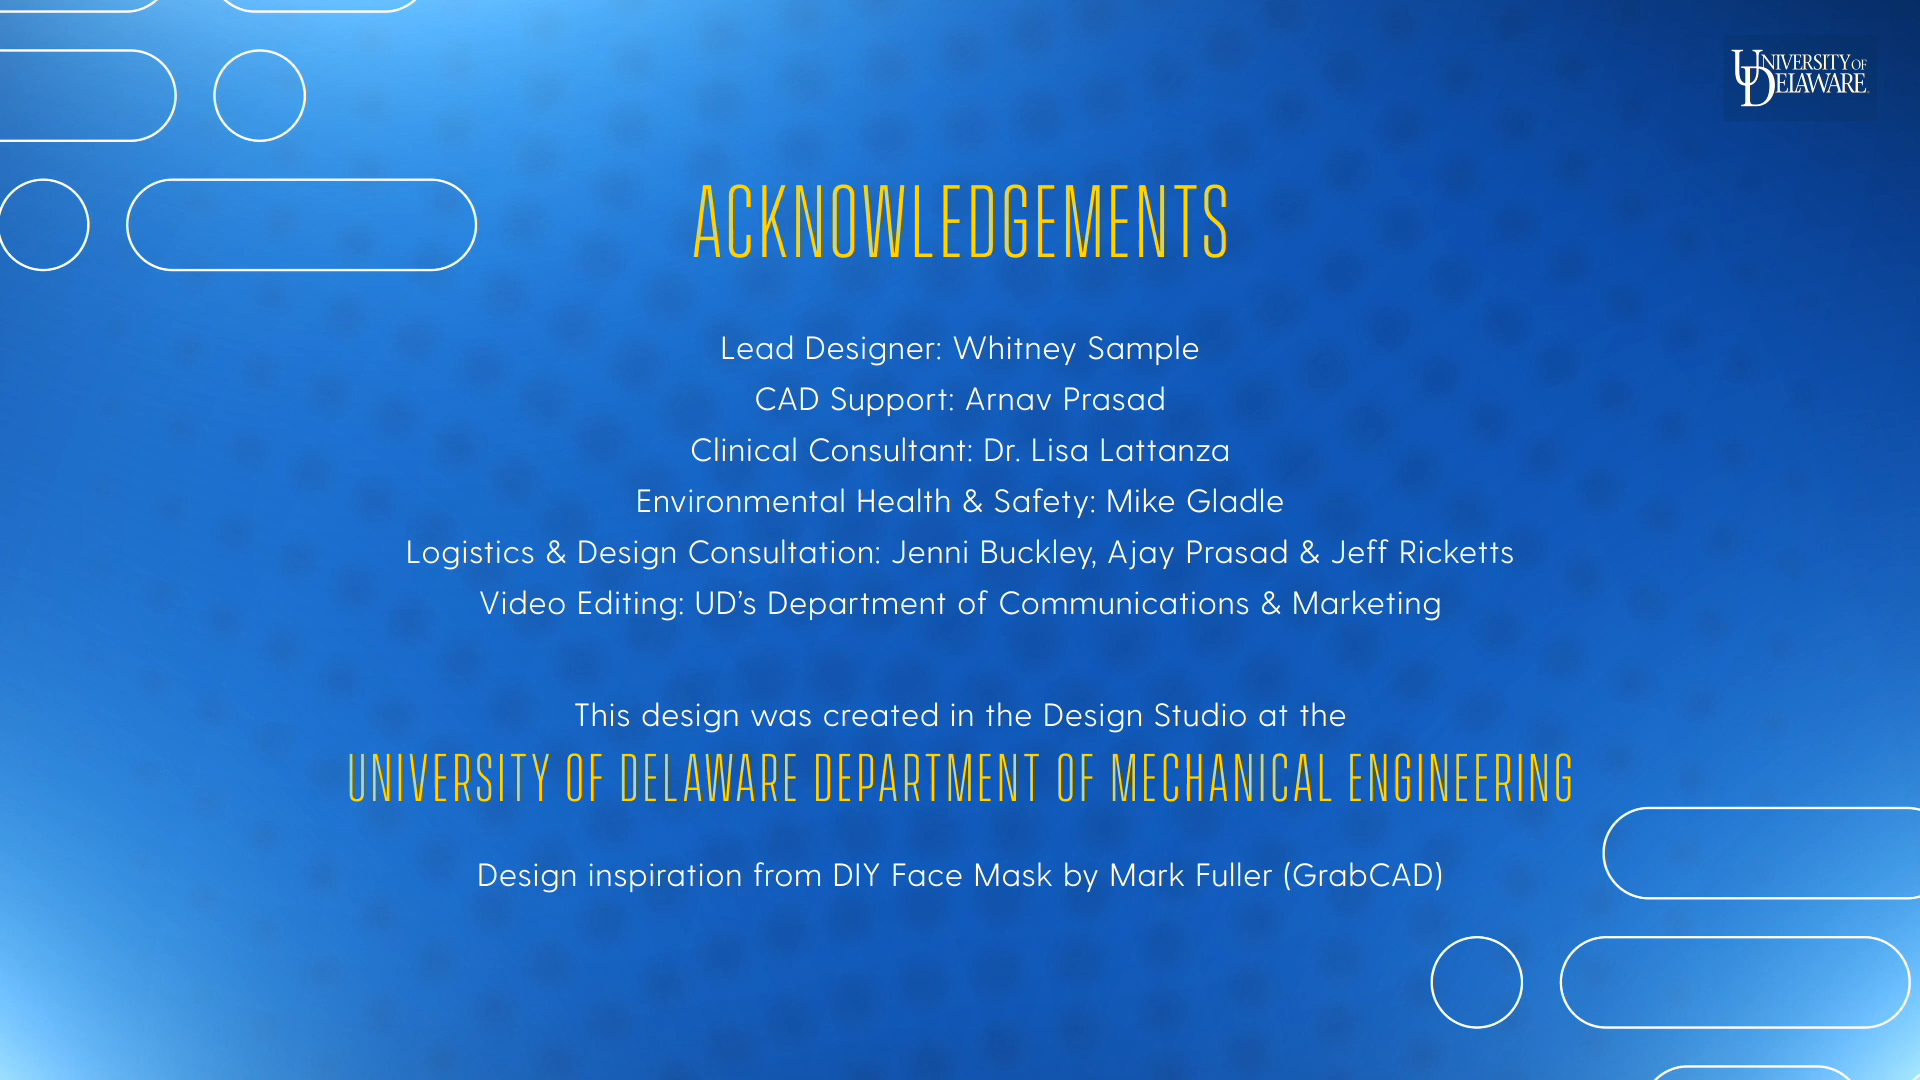 UNIVERSITY OF
DELAWARE
ACKNOWLEDGEMENTS
Lead Designer: Whitney Sample
CAD Support: Arnav Prasad
Clinical Consultant: Dr. Lisa Lattanza
Environmental Health & Safety: Mike Gladle
Logistics & Design Consultation: Jenni Buckley, Ajay Prasad & Jeff Ricketts
Video Editing: UD’s Department of Communications & Marketing
This design was created in the Design Studio at the
UNIVERSITY OF DELAWARE DEPARTMENT OF MECHANICAL ENGINEERING
Design inspiration from DIY Face Mask by Mark Fuller (GrabCAD)